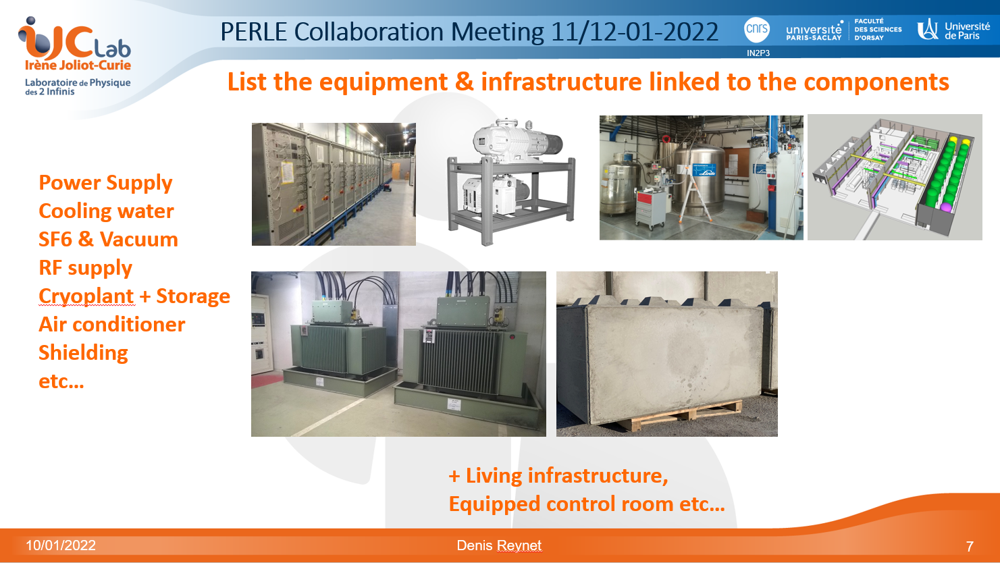 iJCLab
Irène Joliot-Curie
Laboratoire de Physique
des 2 Infinis
PERLE Collaboration Meeting 11/12-01-2022
cnrs
IN2P3
université
PARIS-SACLAY
FACULTÉ
DES SCIENCES
D'ORSAY
Université
de Paris
List the equipment & infrastructure linked to the components
Power Supply
Cooling water
SF6 & Vacuum
RF supply
Cryoplant + Storage
Air conditioner
Shielding
etc…
Linde
+ Living infrastructure,
Equipped control room etc…
10/01/2022
Denis Reynet
7